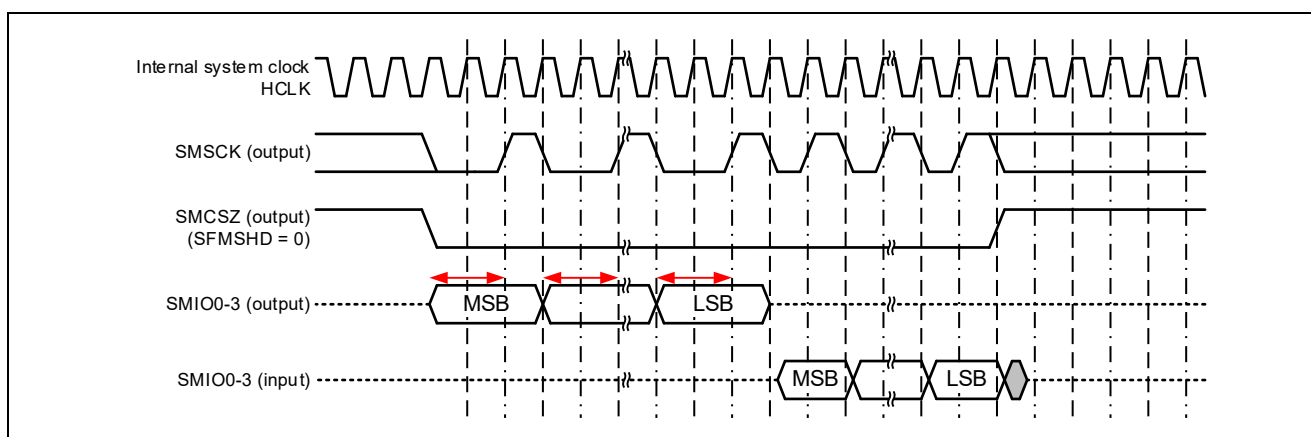 Internal system clock
HCLK
SMSCK (output)
SMCSZ (output)
(SFMSHD = 0)
SMIO0-3 (output)
MSB
LSB
SMIO0-3 (input)
MSB
LSB